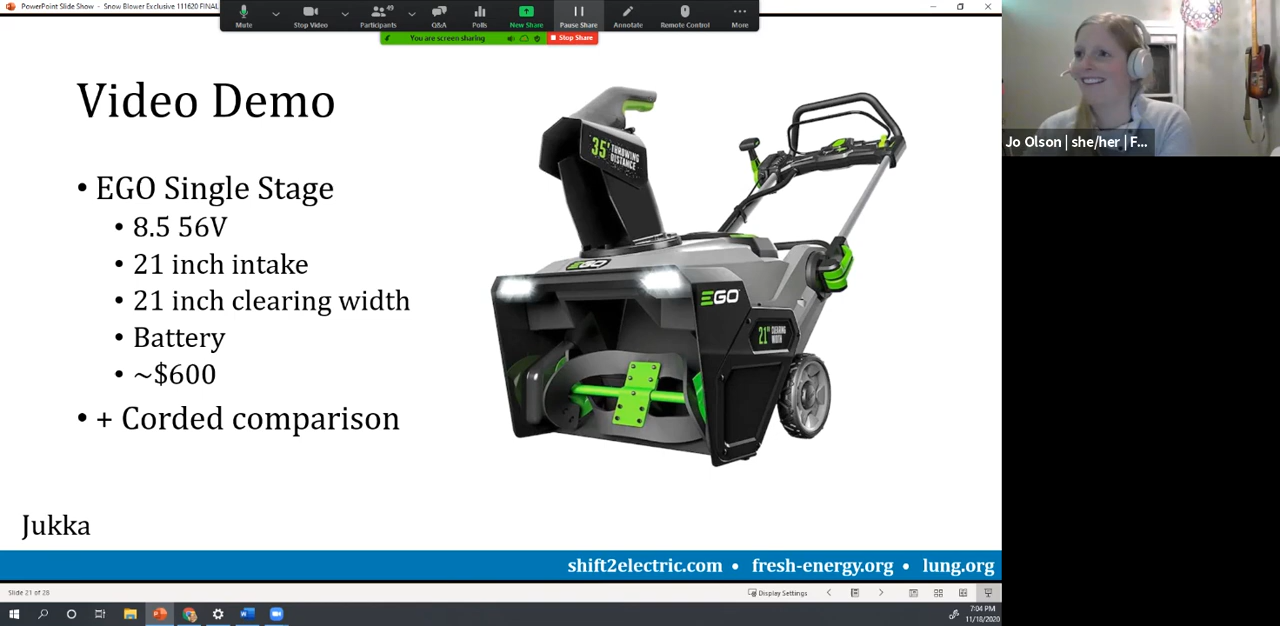 PowerPoint Slide Show - Snow Blower Exclusive 111620 FINAL
Mute
Stop Video
Participants
49
Q&A
Polls
New Share
Pause Share
Annotate
Remote Control
More
You are screen sharing
Stop Share
Video Demo
• EGO Single Stage
• 8.5 56V
• 21 inch intake
• 21 inch clearing width
• Battery
• ~$600
• + Corded comparison
35' THROWING
DISTANCE
EGO
EGO
21" CLEARING
WIDTH
Jukka
shift2electric.com • fresh-energy.org • lung.org
Jo Olson | she/her | F...
Slide 21 of 28
Display Settings
7:04 PM
11/18/2020